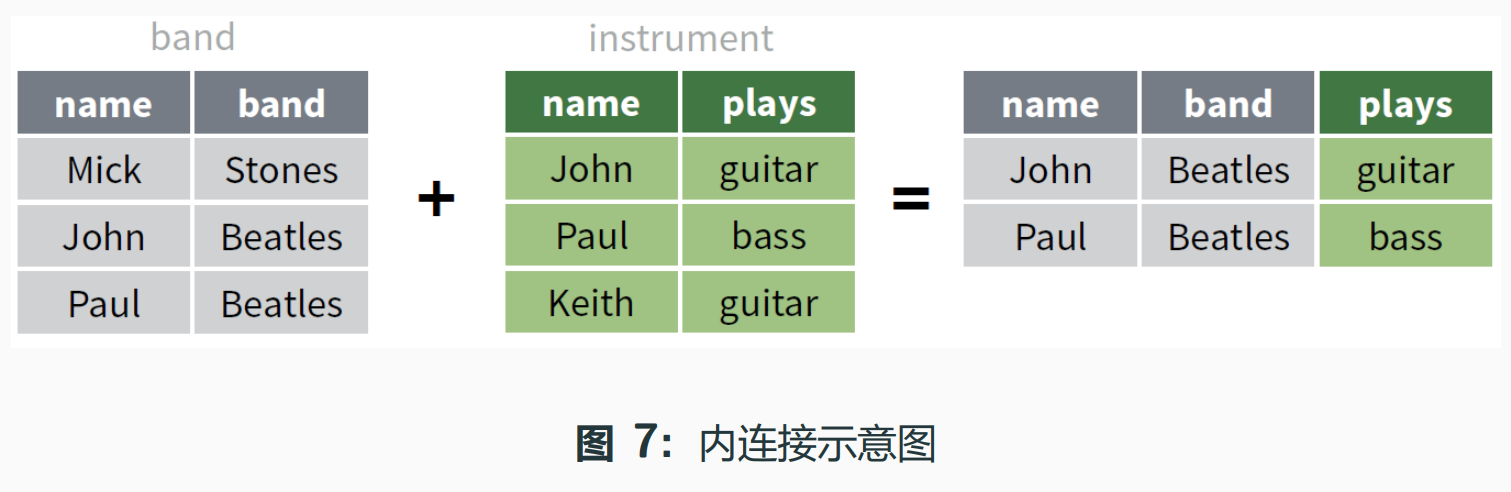 band instrument
name band name plays name band plays
Mick Stones John guitar John Beatles guitar
+ =
John Beatles Paul bass Paul Beatles bass
Paul Beatles Keith guitar
图 7: 内连接示意图